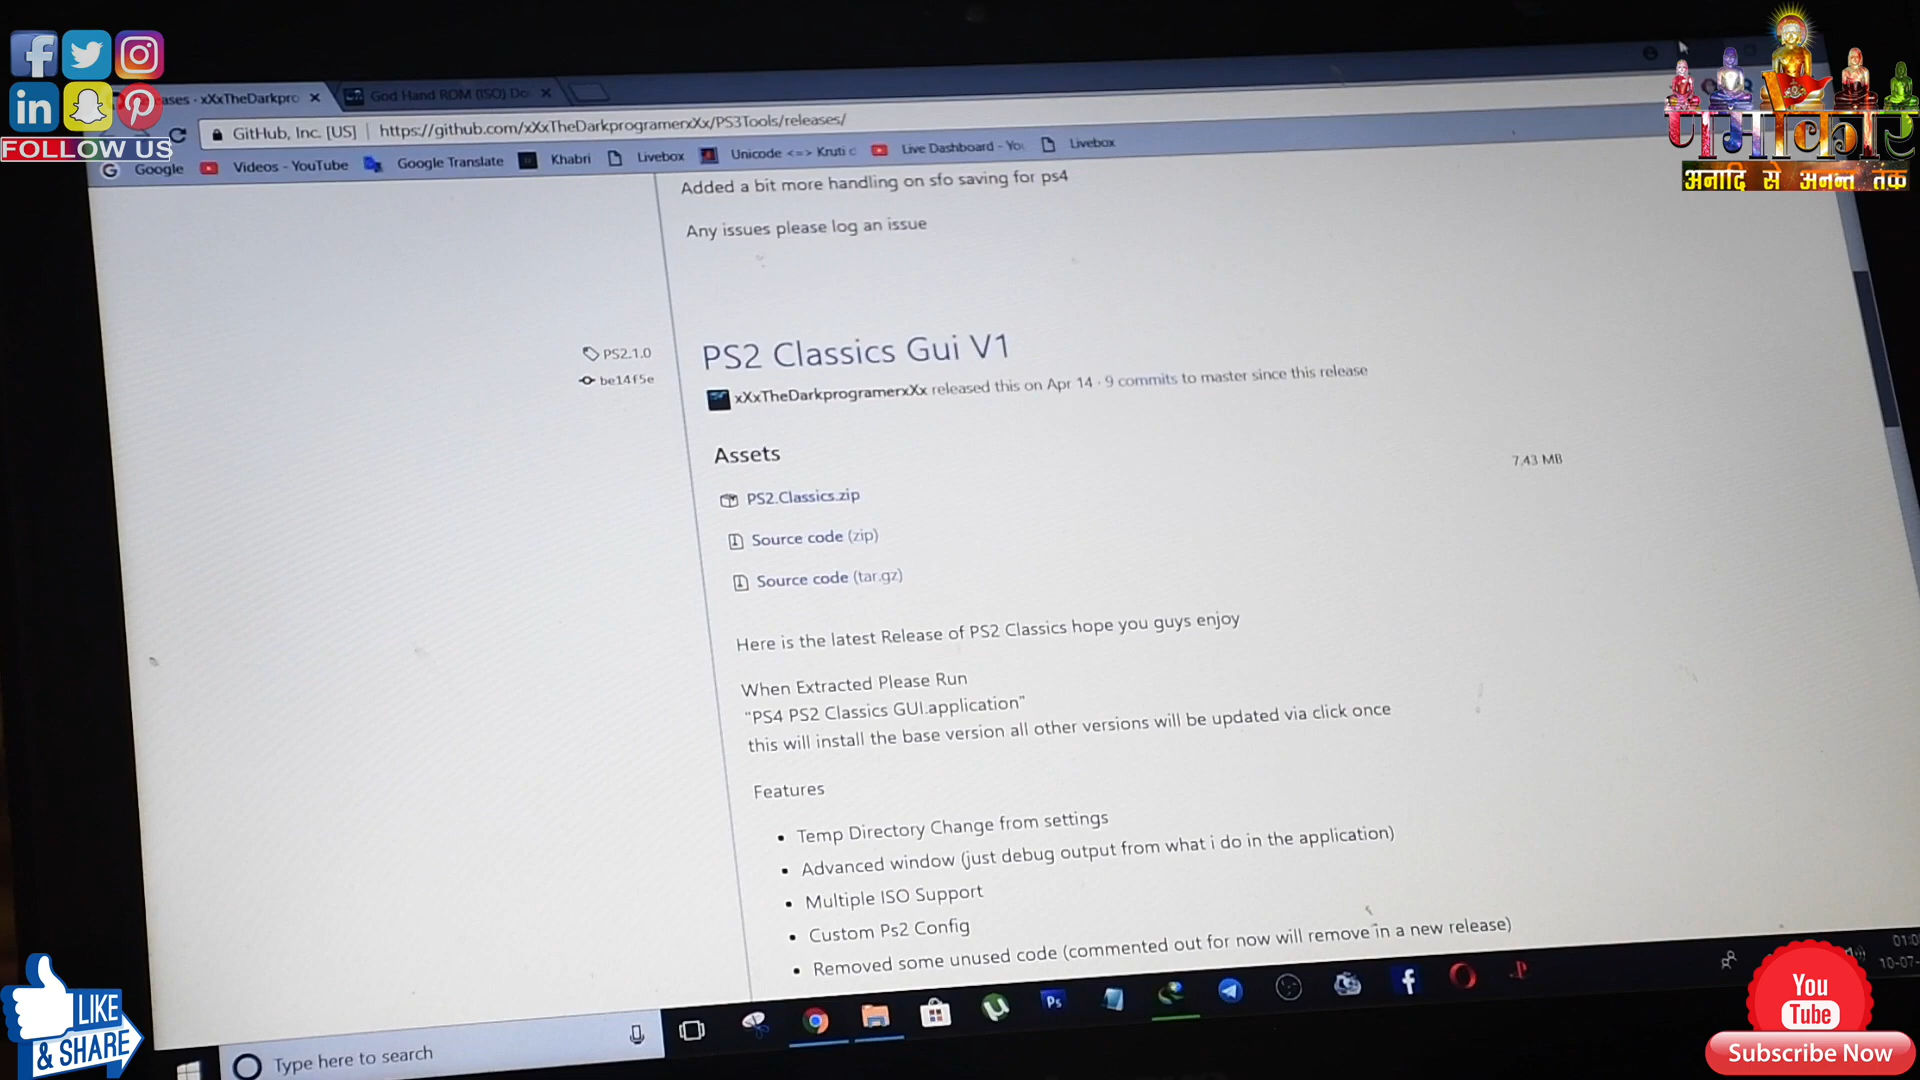 FOLLOW US
ases - xXxTheDarkpro
God Hand ROM (ISO) Do
GitHub, Inc. [US] | https://github.com/xXxTheDarkprogramerxXx/PS3Tools/releases/
Google Videos - YouTube Google Translate Khabri Livebox Unicode <=> Kruti c Live Dashboard - You Livebox
णमोकार
अनादि से अनन्त तक
Added a bit more handling on sfo saving for ps4
Any issues please log an issue
PS2.1.0
be14f5e
PS2 Classics Gui V1
xXxTheDarkprogramerxXx released this on Apr 14 · 9 commits to master since this release
Assets
PS2.Classics.zip
7.43 MB
Source code (zip)
Source code (tar.gz)
Here is the latest Release of PS2 Classics hope you guys enjoy
When Extracted Please Run
"PS4 PS2 Classics GUI.application"
this will install the base version all other versions will be updated via click once
Features
• Temp Directory Change from settings
• Advanced window (just debug output from what i do in the application)
• Multiple ISO Support
• Custom Ps2 Config
• Removed some unused code (commented out for now will remove in a new release)
Type here to search
Ps
01:0
10-07-
LIKE
& SHARE
You
Tube
Subscribe Now